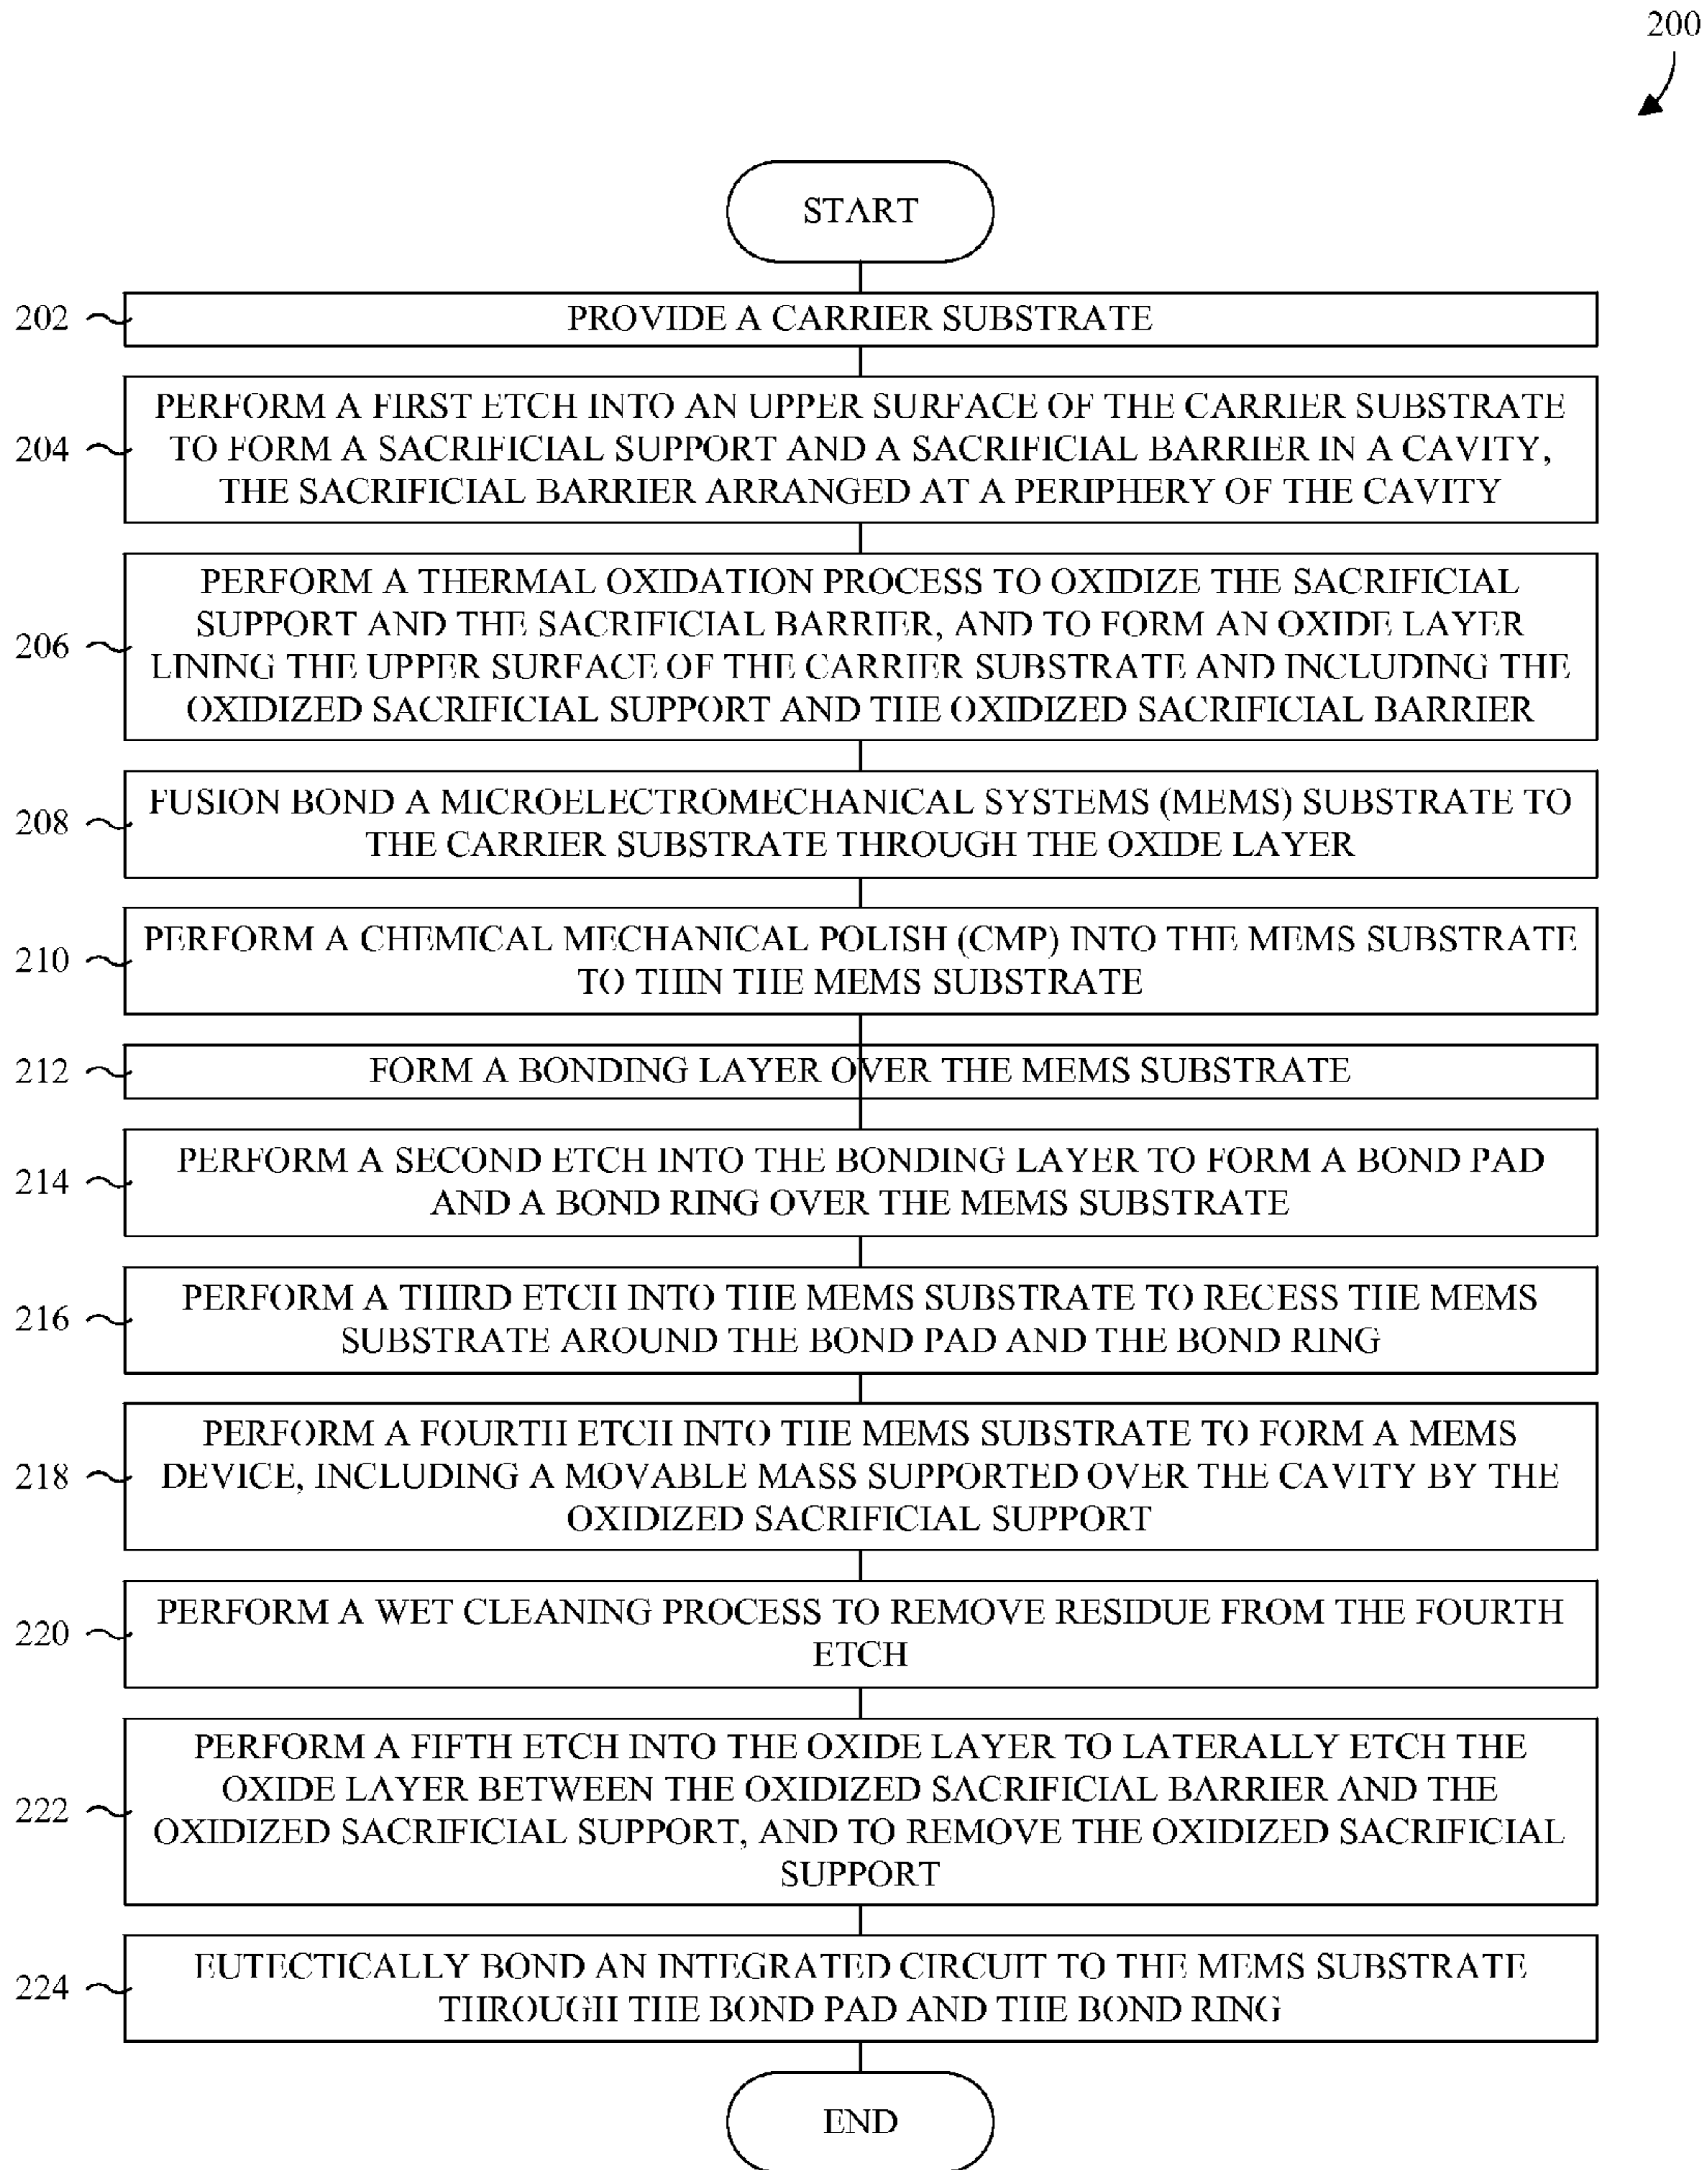 200
START
202
PROVIDE A CARRIER SUBSTRATE
204
PERFORM A FIRST ETCH INTO AN UPPER SURFACE OF THE CARRIER SUBSTRATE
TO FORM A SACRIFICIAL SUPPORT AND A SACRIFICIAL BARRIER IN A CAVITY,
THE SACRIFICIAL BARRIER ARRANGED AT A PERIPHERY OF THE CAVITY
206
PERFORM A THERMAL OXIDATION PROCESS TO OXIDIZE THE SACRIFICIAL
SUPPORT AND THE SACRIFICIAL BARRIER, AND TO FORM AN OXIDE LAYER
LINING THE UPPER SURFACE OF THE CARRIER SUBSTRATE AND INCLUDING THE
OXIDIZED SACRIFICIAL SUPPORT AND THE OXIDIZED SACRIFICIAL BARRIER
208
FUSION BOND A MICROELECTROMECHANICAL SYSTEMS (MEMS) SUBSTRATE TO
THE CARRIER SUBSTRATE THROUGH THE OXIDE LAYER
210
PERFORM A CHEMICAL MECHANICAL POLISH (CMP) INTO THE MEMS SUBSTRATE
TO THIN THE MEMS SUBSTRATE
212
FORM A BONDING LAYER OVER THE MEMS SUBSTRATE
214
PERFORM A SECOND ETCH INTO THE BONDING LAYER TO FORM A BOND PAD
AND A BOND RING OVER THE MEMS SUBSTRATE
216
PERFORM A THIRD ETCH INTO THE MEMS SUBSTRATE TO RECESS THE MEMS
SUBSTRATE AROUND THE BOND PAD AND THE BOND RING
218
PERFORM A FOURTH ETCH INTO THE MEMS SUBSTRATE TO FORM A MEMS
DEVICE, INCLUDING A MOVABLE MASS SUPPORTED OVER THE CAVITY BY THE
OXIDIZED SACRIFICIAL SUPPORT
220
PERFORM A WET CLEANING PROCESS TO REMOVE RESIDUE FROM THE FOURTH
ETCH
222
PERFORM A FIFTH ETCH INTO THE OXIDE LAYER TO LATERALLY ETCH THE
OXIDE LAYER BETWEEN THE OXIDIZED SACRIFICIAL BARRIER AND THE
OXIDIZED SACRIFICIAL SUPPORT, AND TO REMOVE THE OXIDIZED SACRIFICIAL
SUPPORT
224
EUTECTICALLY BOND AN INTEGRATED CIRCUIT TO THE MEMS SUBSTRATE
THROUGH THE BOND PAD AND THE BOND RING
END